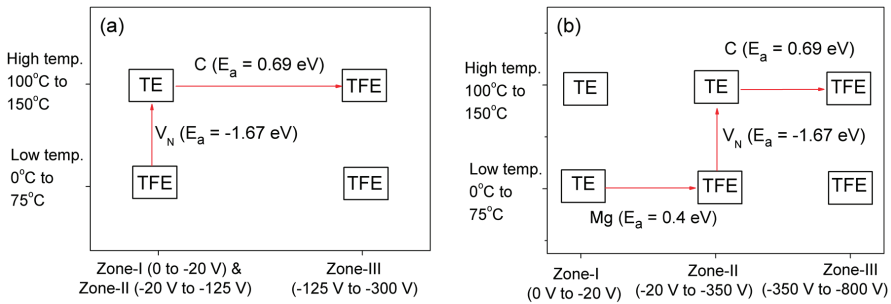 (a)
High temp.
100°C to
150°C
TE
C (Eₐ = 0.69 eV)
TFE
V_N (Eₐ = -1.67 eV)
Low temp.
0°C to
75°C
TFE
TFE
Zone-I (0 to -20 V) &
Zone-II (-20 V to -125 V)
Zone-III
(-125 V to -300 V)
(b)
High temp.
100°C to
150°C
TE
TE
C (Eₐ = 0.69 eV)
TFE
V_N (Eₐ = -1.67 eV)
Low temp.
0°C to
75°C
TE
Mg (Eₐ = 0.4 eV)
TFE
TFE
Zone-I
(0 V to -20 V)
Zone-II
(-20 V to -350 V)
Zone-III
(-350 V to -800 V)